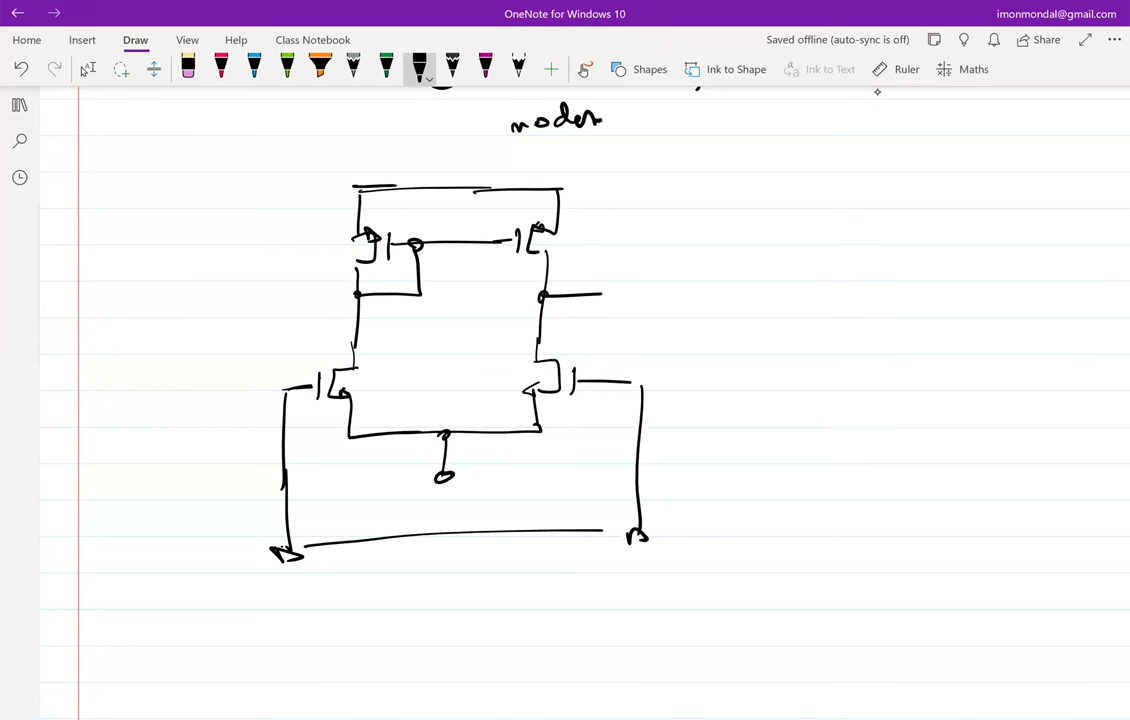 OneNote for Windows 10
imonmondal@gmail.com
Home Insert Draw View Help Class Notebook
Saved offline (auto-sync is off) Share
Shapes Ink to Shape Ink to Text Ruler Maths